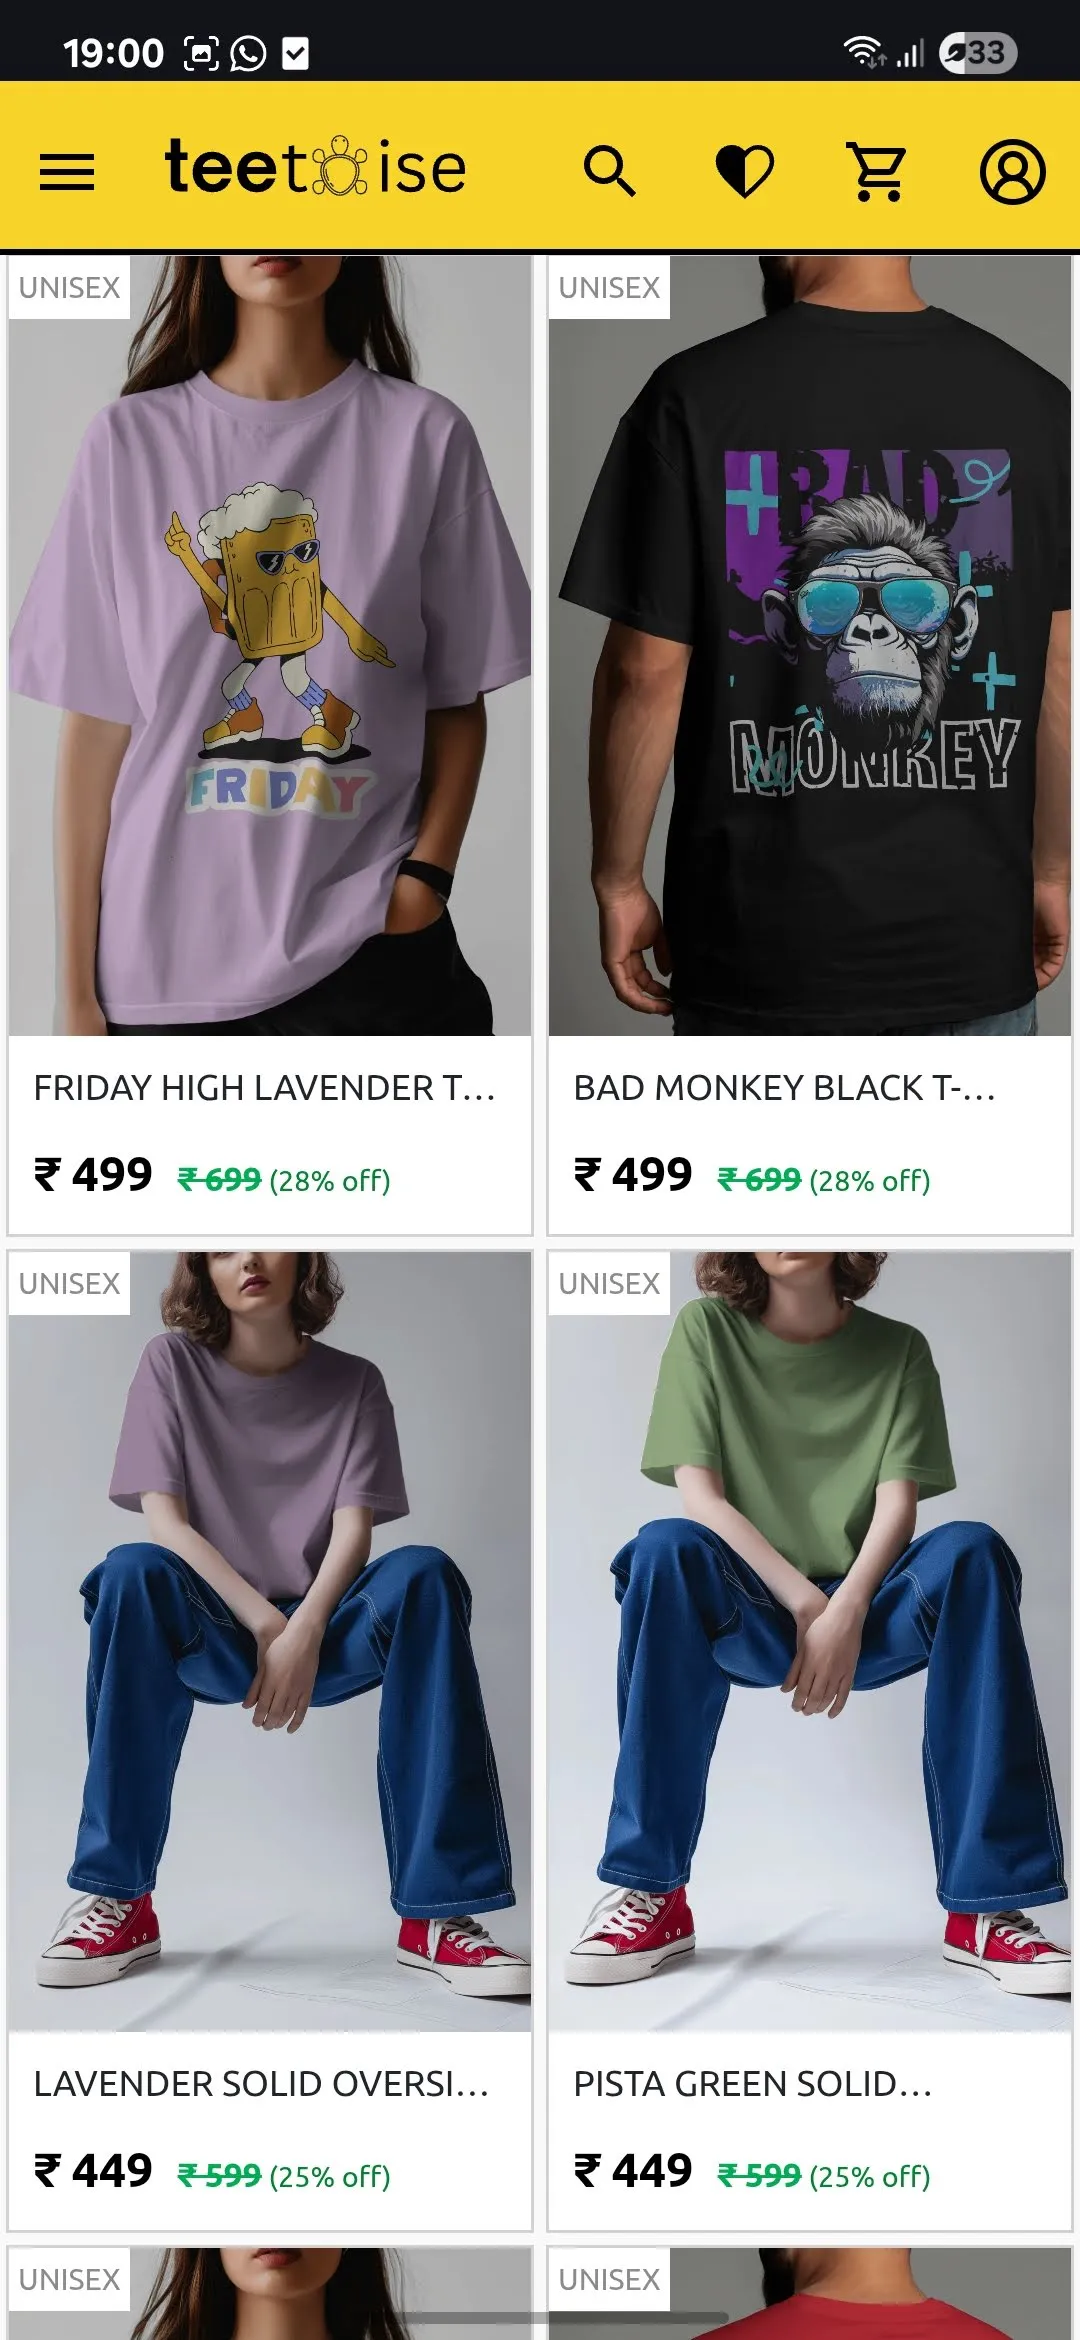 19:00
33
teetoise
UNISEX
UNISEX
FRIDAY
BAD
MONKEY
FRIDAY HIGH LAVENDER T...
BAD MONKEY BLACK T-...
₹ 499 ₹ 699 (28% off)
₹ 499 ₹ 699 (28% off)
UNISEX
UNISEX
LAVENDER SOLID OVERSI...
PISTA GREEN SOLID...
₹ 449 ₹ 599 (25% off)
₹ 449 ₹ 599 (25% off)
UNISEX
UNISEX